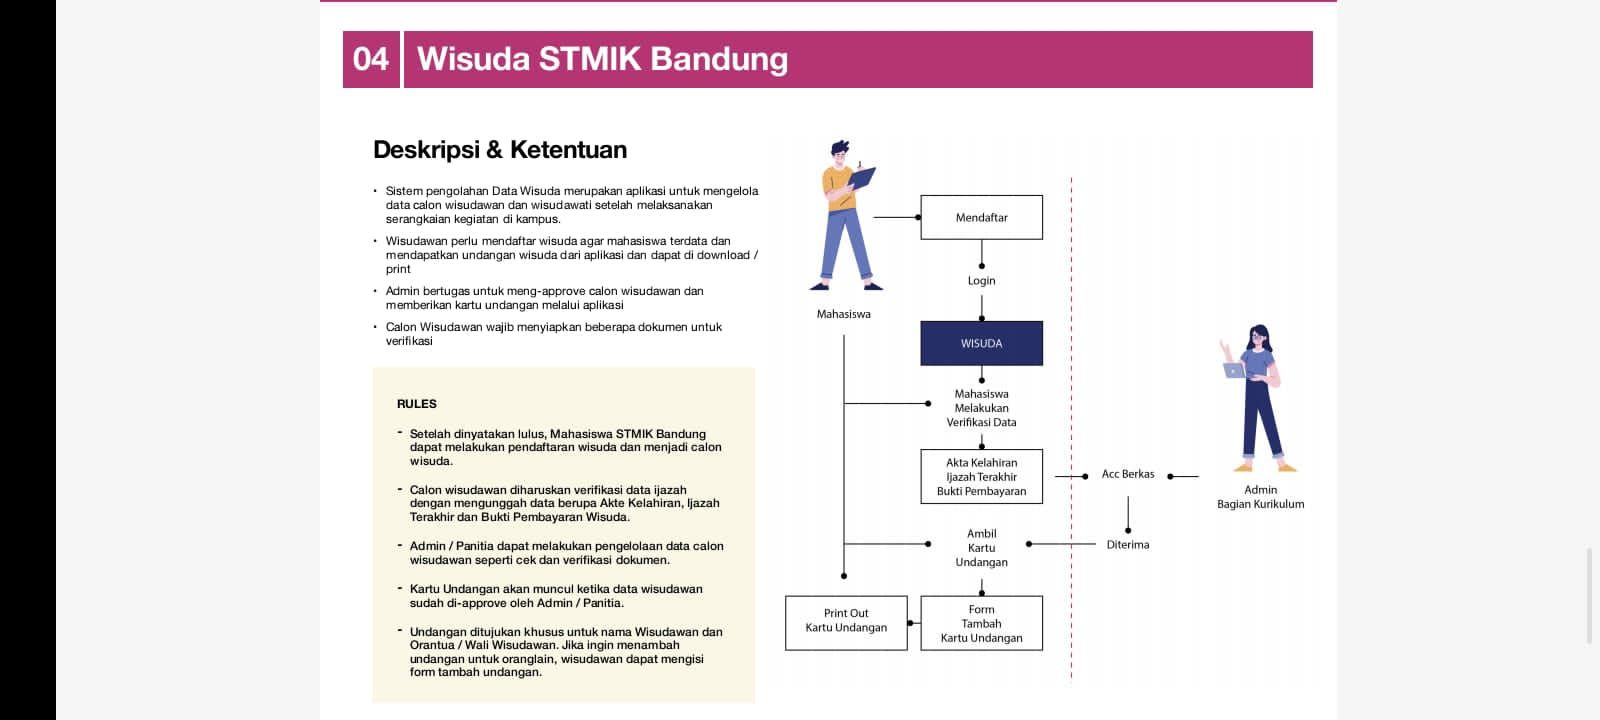 04 Wisuda STMIK Bandung
Deskripsi & Ketentuan
• Sistem pengolahan Data Wisuda merupakan aplikasi untuk mengelola
data calon wisudawan dan wisudawati setelah melaksanakan
serangkaian kegiatan di kampus.
• Wisudawan perlu mendaftar wisuda agar mahasiswa terdata dan
mendapatkan undangan wisuda dari aplikasi dan dapat di download /
print
• Admin bertugas untuk meng-approve calon wisudawan dan
memberikan kartu undangan melalui aplikasi
• Calon Wisudawan wajib menyiapkan beberapa dokumen untuk
verifikasi
RULES
- Setelah dinyatakan lulus, Mahasiswa STMIK Bandung
dapat melakukan pendaftaran wisuda dan menjadi calon
wisuda.
- Calon wisudawan diharuskan verifikasi data ijazah
dengan mengunggah data berupa Akte Kelahiran, Ijazah
Terakhir dan Bukti Pembayaran Wisuda.
- Admin / Panitia dapat melakukan pengelolaan data calon
wisudawan seperti cek dan verifikasi dokumen.
- Kartu Undangan akan muncul ketika data wisudawan
sudah di-approve oleh Admin / Panitia.
- Undangan ditujukan khusus untuk nama Wisudawan dan
Orantua / Wali Wisudawan. Jika ingin menambah
undangan untuk oranglain, wisudawan dapat mengisi
form tambah undangan.
Mahasiswa
Mendaftar
Login
WISUDA
Mahasiswa
Melakukan
Verifikasi Data
Akta Kelahiran
Ijazah Terakhir
Bukti Pembayaran
Acc Berkas
Admin
Bagian Kurikulum
Diterima
Ambil
Kartu
Undangan
Form
Tambah
Kartu Undangan
Print Out
Kartu Undangan